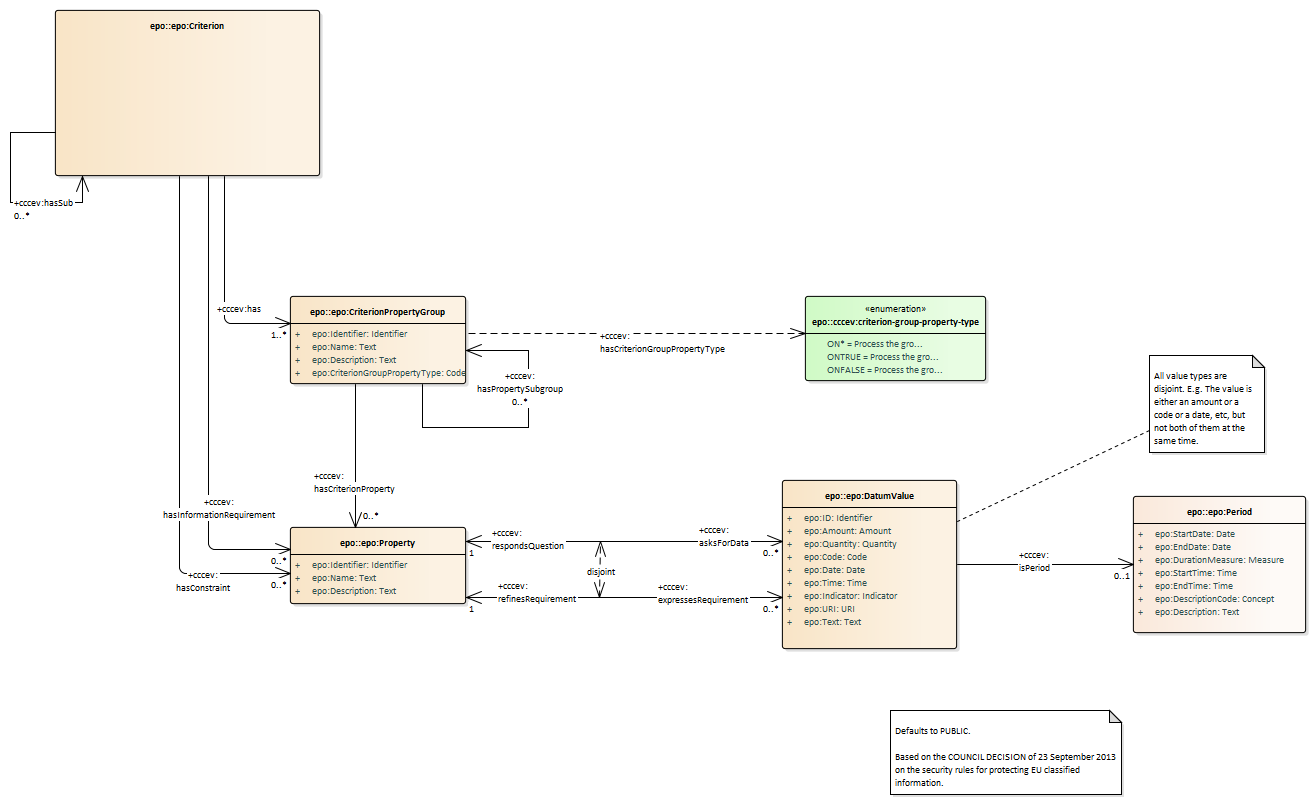 epo::epo:Criterion
+cccev:hasSub
0..*
+cccev:has
1..*
epo::epo:CriterionPropertyGroup
+ epo:Identifier: Identifier
+ epo:Name: Text
+ epo:Description: Text
+ epo:CriterionGroupPropertyType: Code
+cccev:
hasCriterionGroupPropertyType
«enumeration»
epo::cccev:criterion-group-property-type
ON* = Process the gro...
ONTRUE = Process the gro...
ONFALSE = Process the gro...
+cccev:
hasPropertySubgroup
0..*
All value types are
disjoint. E.g. The value is
either an amount or a
code or a date, etc, but
not both of them at the
same time.
+cccev:
hasCriterionProperty
0..*
+cccev:
hasInformationRequirement
0..*
+cccev:
hasConstraint
0..*
epo::epo:Property
+ epo:Identifier: Identifier
+ epo:Name: Text
+ epo:Description: Text
+cccev:
respondsQuestion
1
+cccev:
asksForData
0..*
disjoint
+cccev:
refinesRequirement
1
+cccev:
expressesRequirement
0..*
epo::epo:DatumValue
+ epo:ID: Identifier
+ epo:Amount: Amount
+ epo:Quantity: Quantity
+ epo:Code: Code
+ epo:Date: Date
+ epo:Time: Time
+ epo:Indicator: Indicator
+ epo:URI: URI
+ epo:Text: Text
+cccev:
isPeriod
0..1
epo::epo:Period
+ epo:StartDate: Date
+ epo:EndDate: Date
+ epo:DurationMeasure: Measure
+ epo:StartTime: Time
+ epo:EndTime: Time
+ epo:DescriptionCode: Concept
+ epo:Description: Text
Defaults to PUBLIC.
Based on the COUNCIL DECISION of 23 September 2013
on the security rules for protecting EU classified
information.